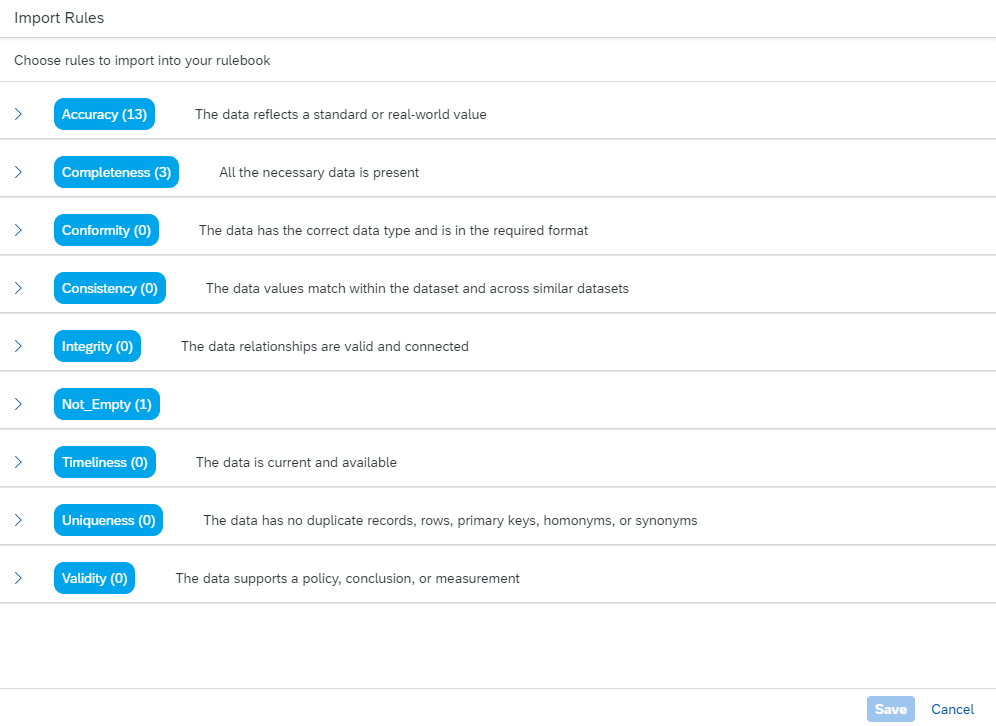 Import Rules
Choose rules to import into your rulebook
Accuracy (13) The data reflects a standard or real-world value
Completeness (3) All the necessary data is present
Conformity (0) The data has the correct data type and is in the required format
Consistency (0) The data values match within the dataset and across similar datasets
Integrity (0) The data relationships are valid and connected
Not_Empty (1)
Timeliness (0) The data is current and available
Uniqueness (0) The data has no duplicate records, rows, primary keys, homonyms, or synonyms
Validity (0) The data supports a policy, conclusion, or measurement
Save Cancel